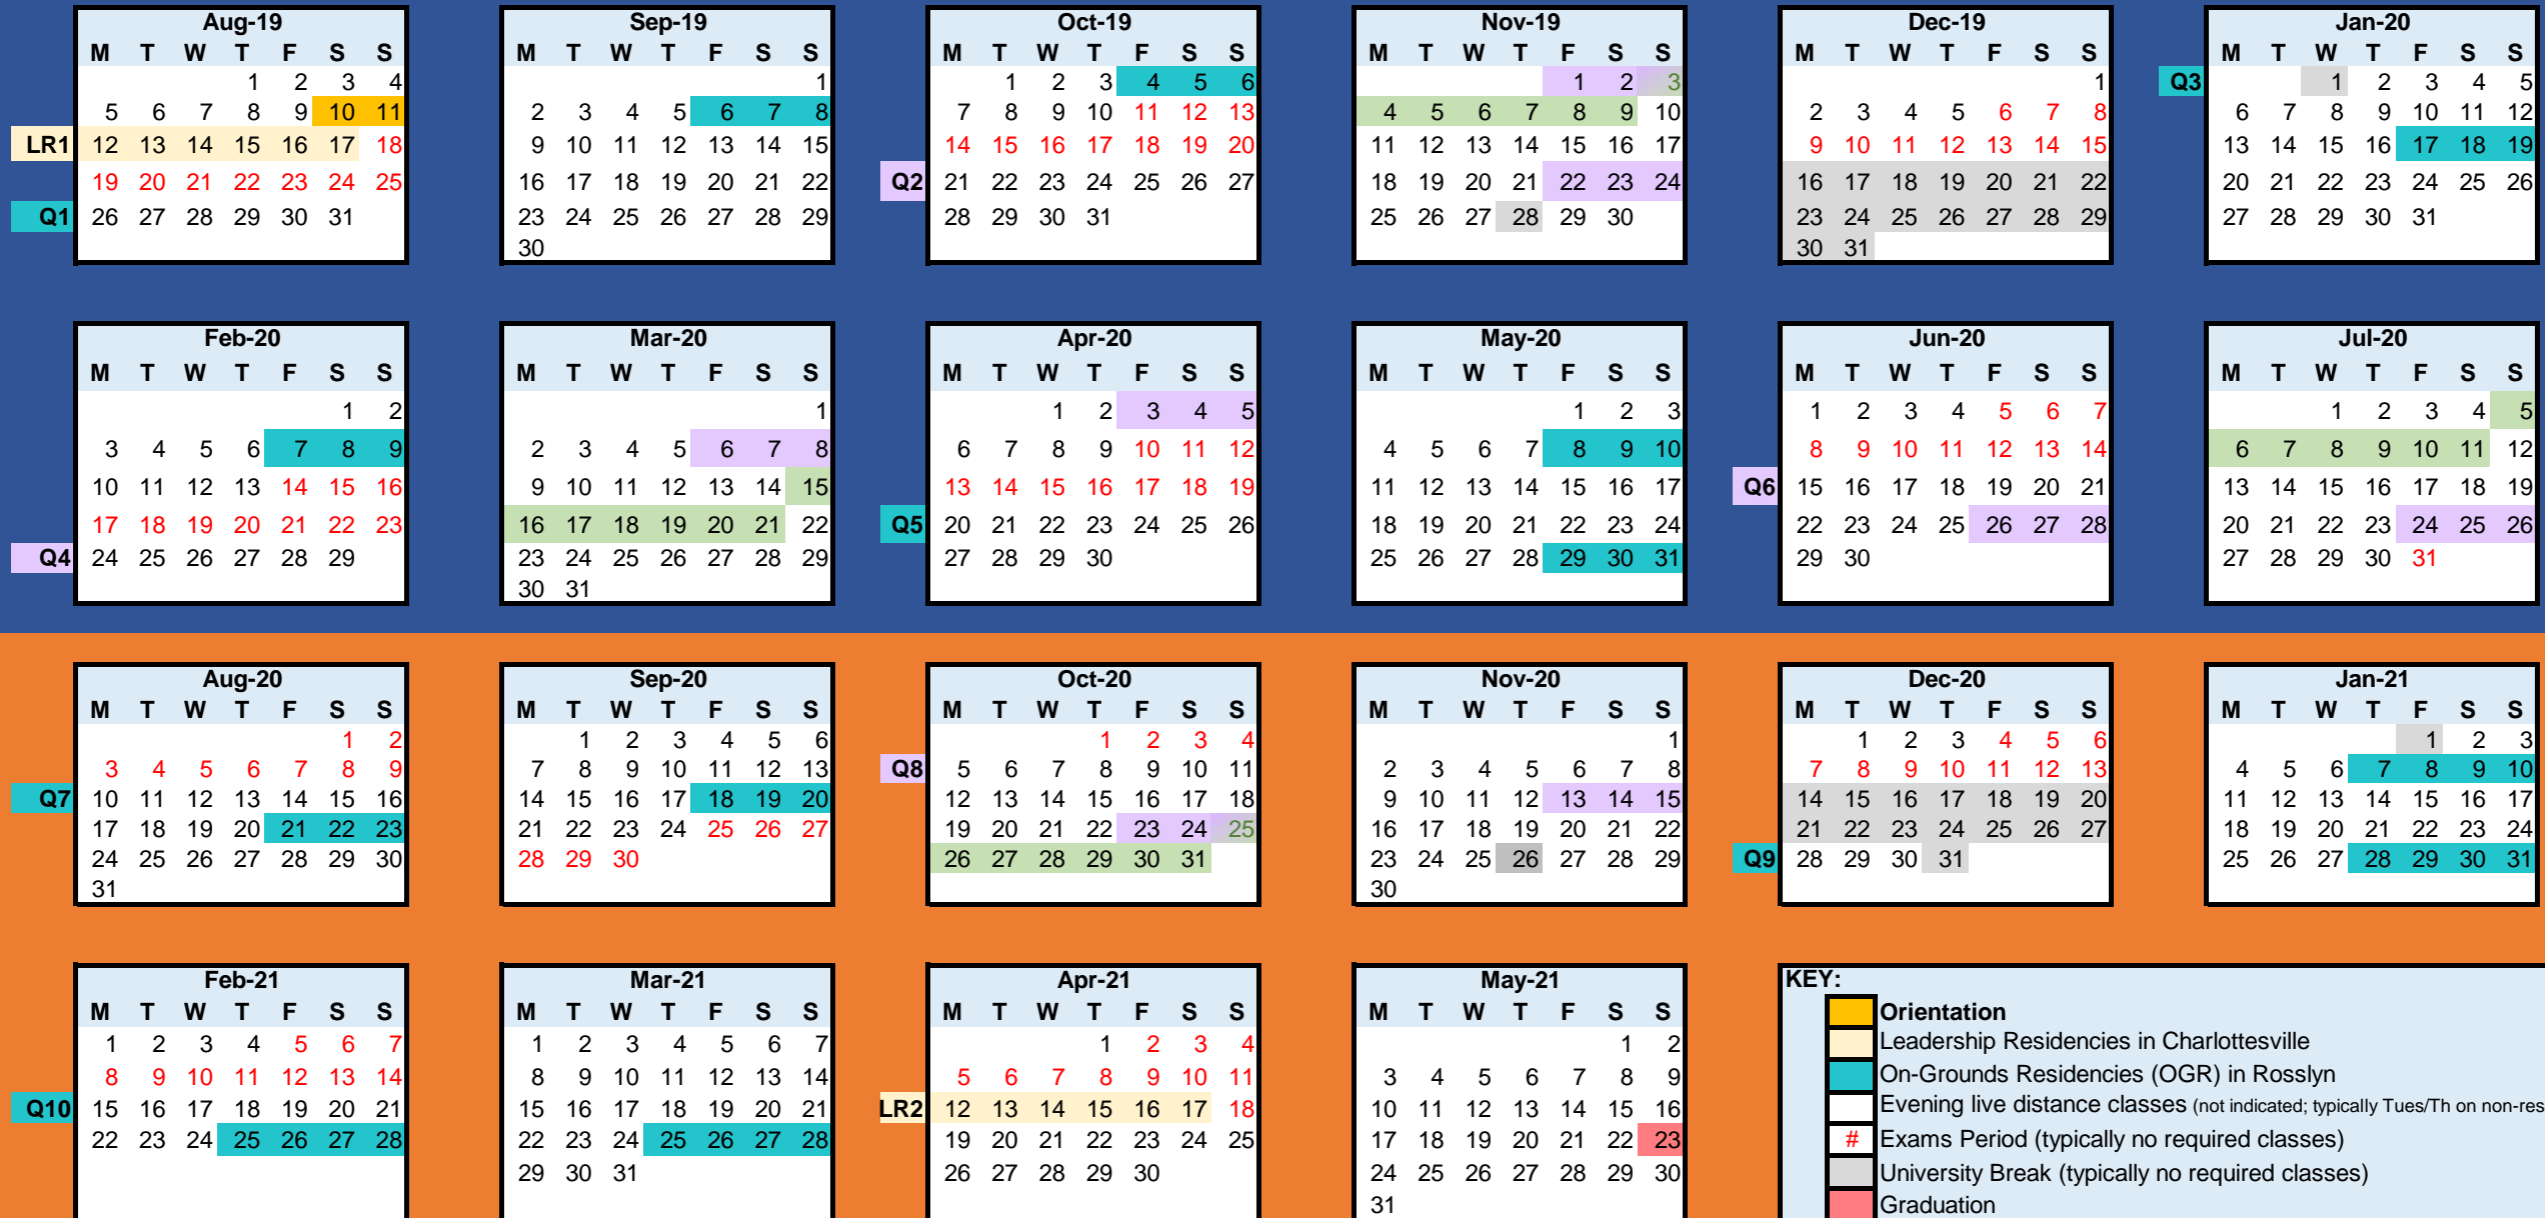 Aug-19 Sep-19 Oct-19 Nov-19 Dec-19 Jan-20
M T W T F S S M T W T F S S M T W T F S S M T W T F S S M T W T F S S M T W T F S S
1 2 3 4 1 1 2 3 4 5 6 1 2 3 1 Q3 1 2 3 4 5
5 6 7 8 9 10 11 2 3 4 5 6 7 8 7 8 9 10 11 12 13 4 5 6 7 8 9 10 2 3 4 5 6 7 8 6 7 8 9 10 11 12
LR1 12 13 14 15 16 17 18 9 10 11 12 13 14 15 14 15 16 17 18 19 20 11 12 13 14 15 16 17 9 10 11 12 13 14 15 13 14 15 16 17 18 19
19 20 21 22 23 24 25 16 17 18 19 20 21 22 Q2 21 22 23 24 25 26 27 18 19 20 21 22 23 24 16 17 18 19 20 21 22 20 21 22 23 24 25 26
Q1 26 27 28 29 30 31 23 24 25 26 27 28 29 28 29 30 31 25 26 27 28 29 30 23 24 25 26 27 28 29 27 28 29 30 31
30 30 31
Feb-20 Mar-20 Apr-20 May-20 Jun-20 Jul-20
M T W T F S S M T W T F S S M T W T F S S M T W T F S S M T W T F S S M T W T F S S
1 2 1 1 2 3 4 5 1 2 3 1 2 3 4 5 6 7 1 2 3 4 5
3 4 5 6 7 8 9 2 3 4 5 6 7 8 6 7 8 9 10 11 12 4 5 6 7 8 9 10 8 9 10 11 12 13 14 6 7 8 9 10 11 12
10 11 12 13 14 15 16 9 10 11 12 13 14 15 13 14 15 16 17 18 19 11 12 13 14 15 16 17 Q6 15 16 17 18 19 20 21 13 14 15 16 17 18 19
17 18 19 20 21 22 23 16 17 18 19 20 21 22 Q5 20 21 22 23 24 25 26 18 19 20 21 22 23 24 22 23 24 25 26 27 28 20 21 22 23 24 25 26
Q4 24 25 26 27 28 29 23 24 25 26 27 28 29 27 28 29 30 25 26 27 28 29 30 31 29 30 27 28 29 30 31
30 31
Aug-20 Sep-20 Oct-20 Nov-20 Dec-20 Jan-21
M T W T F S S M T W T F S S M T W T F S S M T W T F S S M T W T F S S M T W T F S S
1 2 1 2 3 4 5 6 1 2 3 4 1 1 2 3 4 5 6 1 2 3
3 4 5 6 7 8 9 7 8 9 10 11 12 13 Q8 5 6 7 8 9 10 11 2 3 4 5 6 7 8 7 8 9 10 11 12 13 4 5 6 7 8 9 10
Q7 10 11 12 13 14 15 16 14 15 16 17 18 19 20 12 13 14 15 16 17 18 9 10 11 12 13 14 15 14 15 16 17 18 19 20 11 12 13 14 15 16 17
17 18 19 20 21 22 23 21 22 23 24 25 26 27 19 20 21 22 23 24 25 16 17 18 19 20 21 22 21 22 23 24 25 26 27 18 19 20 21 22 23 24
24 25 26 27 28 29 30 28 29 30 26 27 28 29 30 31 23 24 25 26 27 28 29 Q9 28 29 30 31 25 26 27 28 29 30 31
31 30
Feb-21 Mar-21 Apr-21 May-21 KEY:
M T W T F S S M T W T F S S M T W T F S S M T W T F S S Orientation
1 2 3 4 5 6 7 1 2 3 4 5 6 7 1 2 3 4 1 2 Leadership Residencies in Charlottesville
8 9 10 11 12 13 14 8 9 10 11 12 13 14 5 6 7 8 9 10 11 3 4 5 6 7 8 9 On-Grounds Residencies (OGR) in Rosslyn
Q10 15 16 17 18 19 20 21 15 16 17 18 19 20 21 LR2 12 13 14 15 16 17 18 10 11 12 13 14 15 16 Evening live distance classes (not indicated; typically Tues/Th on non-res
22 23 24 25 26 27 28 22 23 24 25 26 27 28 19 20 21 22 23 24 25 17 18 19 20 21 22 23 # Exams Period (typically no required classes)
29 30 31 26 27 28 29 30 24 25 26 27 28 29 30 University Break (typically no required classes)
31 Graduation